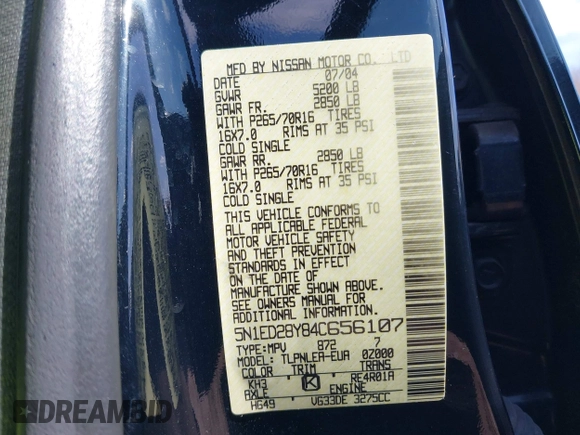 MFD BY NISSAN MOTOR CO. LTD
DATE 07/04
GVWR 5200 LB
GAWR FR. 2850 LB
WITH P265/70R16 TIRES
16X7.0 RIMS AT 35 PSI
COLD SINGLE
GAWR RR. 2850 LB
WITH P265/70R16 TIRES
16X7.0 RIMS AT 35 PSI
COLD SINGLE
THIS VEHICLE CONFORMS TO
ALL APPLICABLE FEDERAL
MOTOR VEHICLE SAFETY
AND THEFT PREVENTION
STANDARDS IN EFFECT
ON THE DATE OF
MANUFACTURE SHOWN ABOVE.
SEE OWNERS MANUAL FOR
ADDITIONAL INFORMATION.
5N1ED28Y84C656107
TYPE:MPV 872 7
MODEL: TLPNLEA-EUA 0Z000
COLOR TRIM TRANS
KH3 K RE4R01A
AXLE ENGINE
HG49 VG33DE 3275CC
DREAMBID.COM